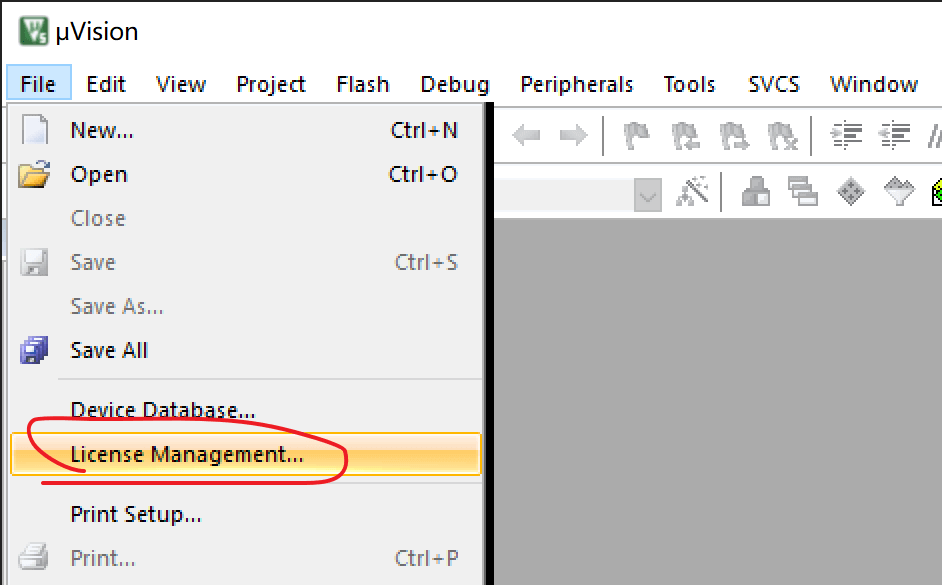 µVision
File Edit View Project Flash Debug Peripherals Tools SVCS Window
New... Ctrl+N
Open Ctrl+O
Close
Save Ctrl+S
Save As...
Save All
Device Database...
License Management...
Print Setup...
Print... Ctrl+P